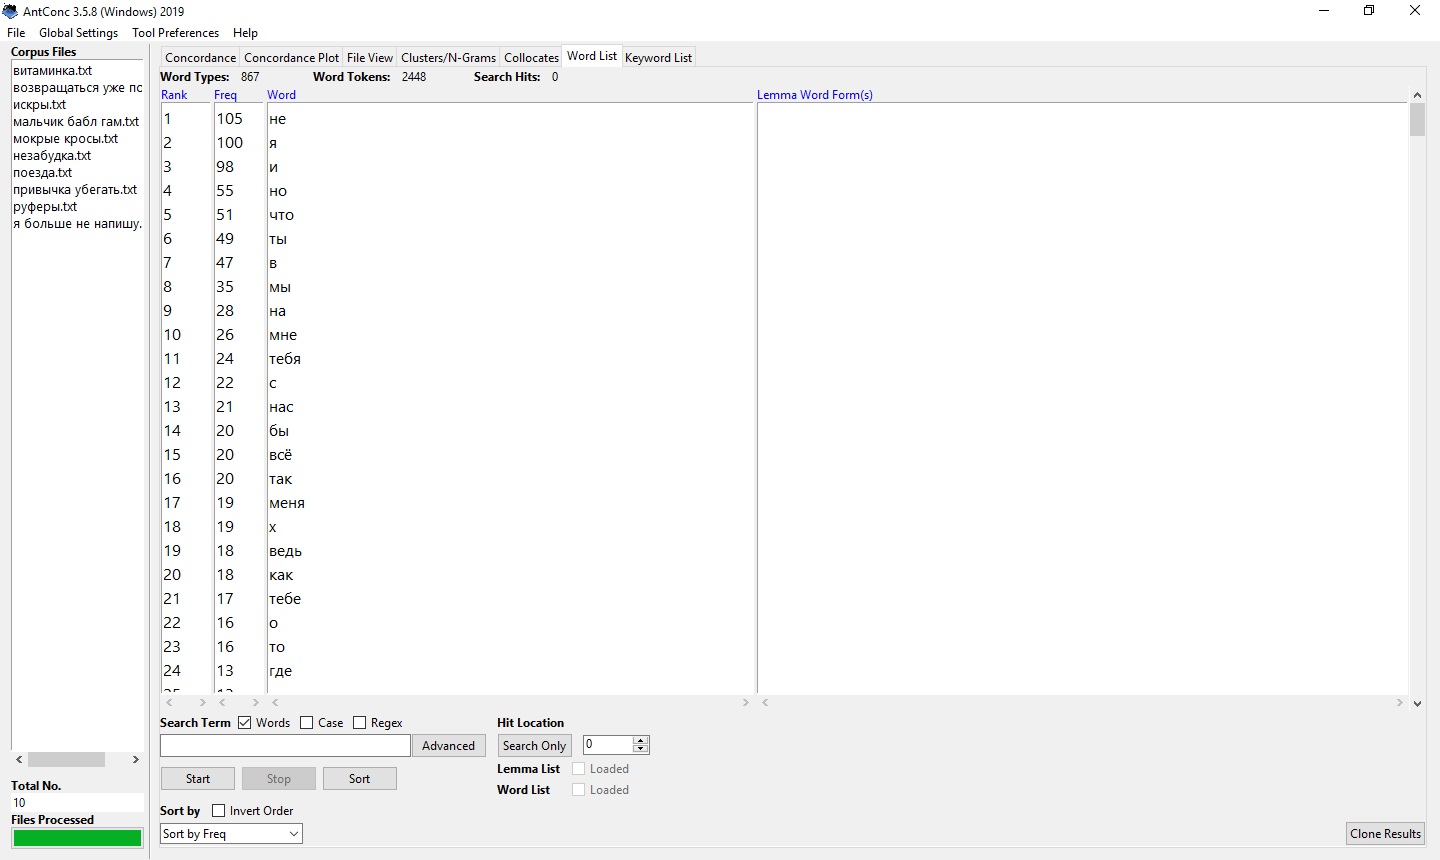 AntConc 3.5.8 (Windows) 2019
File Global Settings Tool Preferences Help
Corpus Files
витаминка.txt
возвращаться уже пс
искры.txt
мальчик бабл гам.txt
мокрые кросы.txt
незабудка.txt
поезда.txt
привычка убегать.txt
руферы.txt
я больше не напишу.
Total No.
10
Files Processed
Concordance Concordance Plot File View Clusters/N-Grams Collocates Word List Keyword List
Word Types: 867 Word Tokens: 2448 Search Hits: 0
Rank Freq Word Lemma Word Form(s)
1 105 не
2 100 я
3 98 и
4 55 но
5 51 что
6 49 ты
7 47 в
8 35 мы
9 28 на
10 26 мне
11 24 тебя
12 22 с
13 21 нас
14 20 бы
15 20 всё
16 20 так
17 19 меня
18 19 х
19 18 ведь
20 18 как
21 17 тебе
22 16 о
23 16 то
24 13 где
Search Term Words Case Regex Hit Location
Advanced Search Only 0
Start Stop Sort Lemma List Loaded
Word List Loaded
Sort by Invert Order
Sort by Freq Clone Results